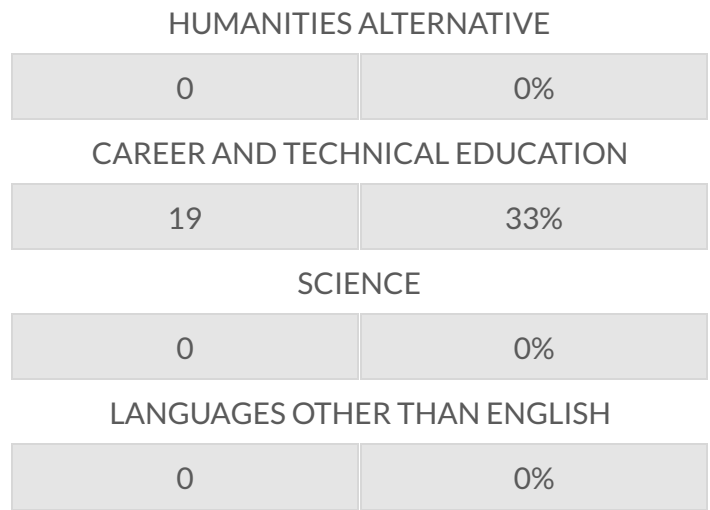 HUMANITIES ALTERNATIVE
0 0%
CAREER AND TECHNICAL EDUCATION
19 33%
SCIENCE
0 0%
LANGUAGES OTHER THAN ENGLISH
0 0%